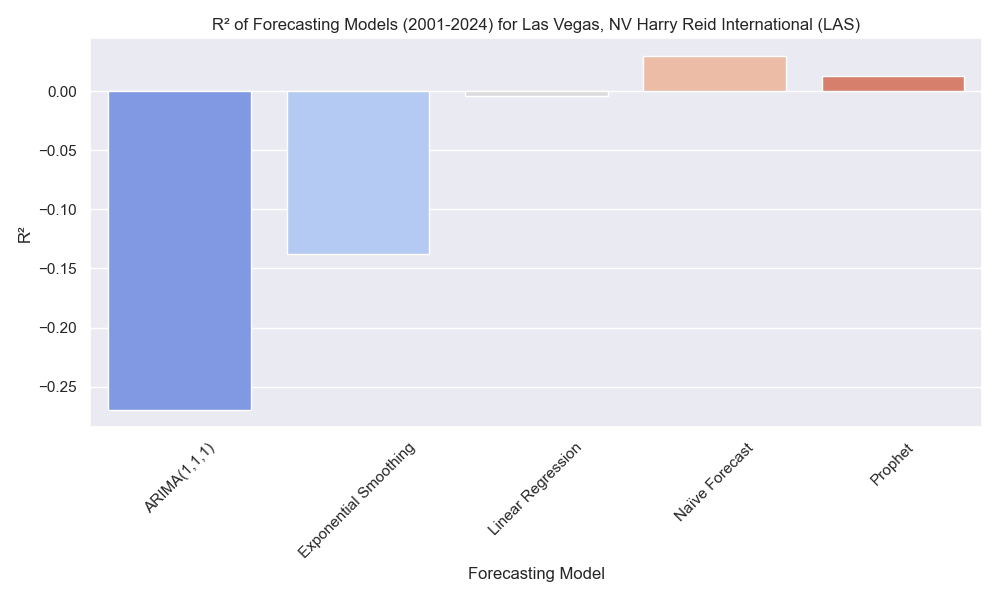 R² of Forecasting Models (2001-2024) for Las Vegas, NV Harry Reid International (LAS)
R²
0.00
−0.05
−0.10
−0.15
−0.20
−0.25
ARIMA(1,1,1)
Exponential Smoothing
Linear Regression
Naïve Forecast
Prophet
Forecasting Model